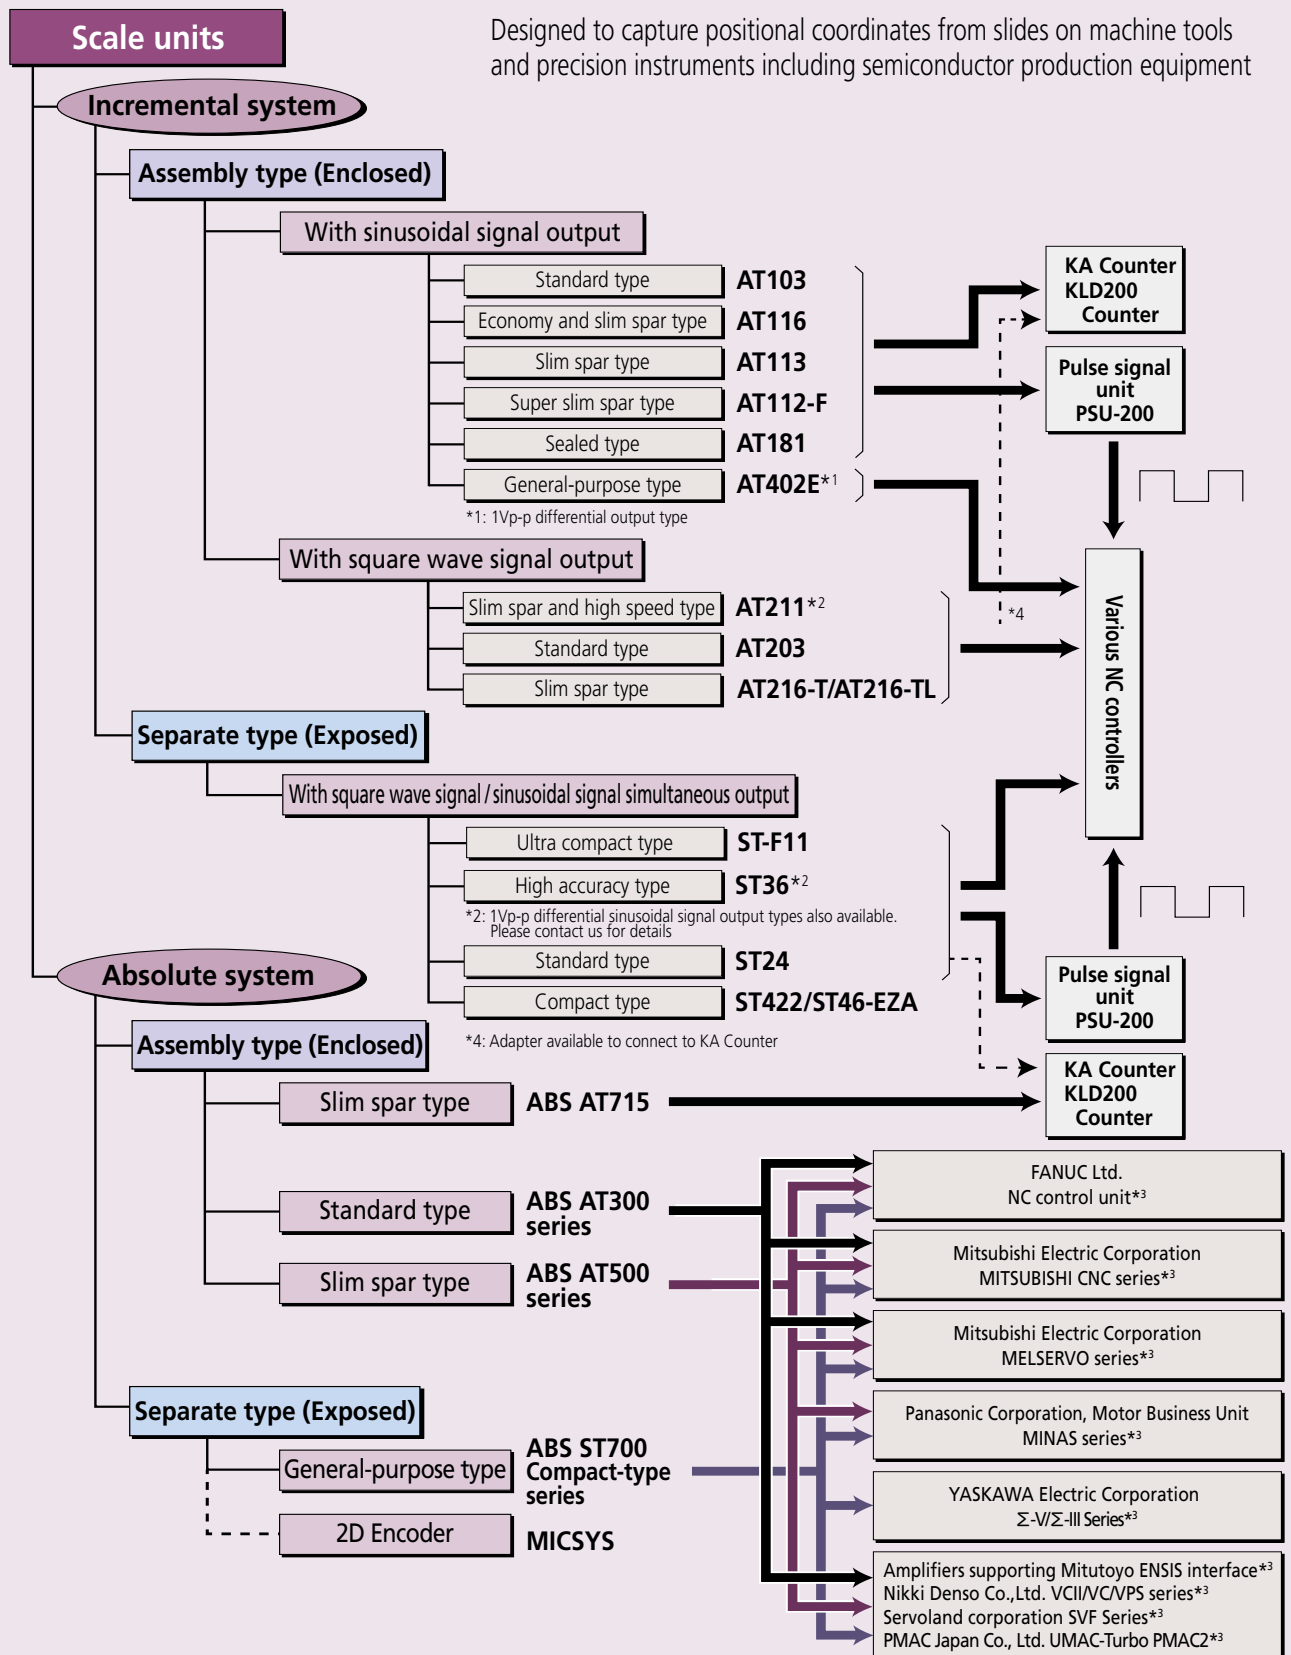 Scale units
Designed to capture positional coordinates from slides on machine tools
and precision instruments including semiconductor production equipment
Incremental system
Assembly type (Enclosed)
With sinusoidal signal output
Standard type AT103
Economy and slim spar type AT116
Slim spar type AT113
Super slim spar type AT112-F
Sealed type AT181
General-purpose type AT402E*1
*1: 1Vp-p differential output type
KA Counter
KLD200
Counter
Pulse signal
unit
PSU-200
With square wave signal output
Slim spar and high speed type AT211*2
Standard type AT203
Slim spar type AT216-T/AT216-TL
*4
Various NC controllers
Separate type (Exposed)
With square wave signal / sinusoidal signal simultaneous output
Ultra compact type ST-F11
High accuracy type ST36*2
*2: 1Vp-p differential sinusoidal signal output types also available.
Please contact us for details
Standard type ST24
Compact type ST422/ST46-EZA
*4: Adapter available to connect to KA Counter
Pulse signal
unit
PSU-200
KA Counter
KLD200
Counter
Absolute system
Assembly type (Enclosed)
Slim spar type ABS AT715
Standard type ABS AT300
series
Slim spar type ABS AT500
series
Separate type (Exposed)
General-purpose type ABS ST700
Compact-type
series
2D Encoder MICSYS
FANUC Ltd.
NC control unit*3
Mitsubishi Electric Corporation
MITSUBISHI CNC series*3
Mitsubishi Electric Corporation
MELSERVO series*3
Panasonic Corporation, Motor Business Unit
MINAS series*3
YASKAWA Electric Corporation
Σ-V/Σ-III Series*3
Amplifiers supporting Mitutoyo ENSIS interface*3
Nikki Denso Co.,Ltd. VCII/VC/VPS series*3
Servoland corporation SVF Series*3
PMAC Japan Co., Ltd. UMAC-Turbo PMAC2*3